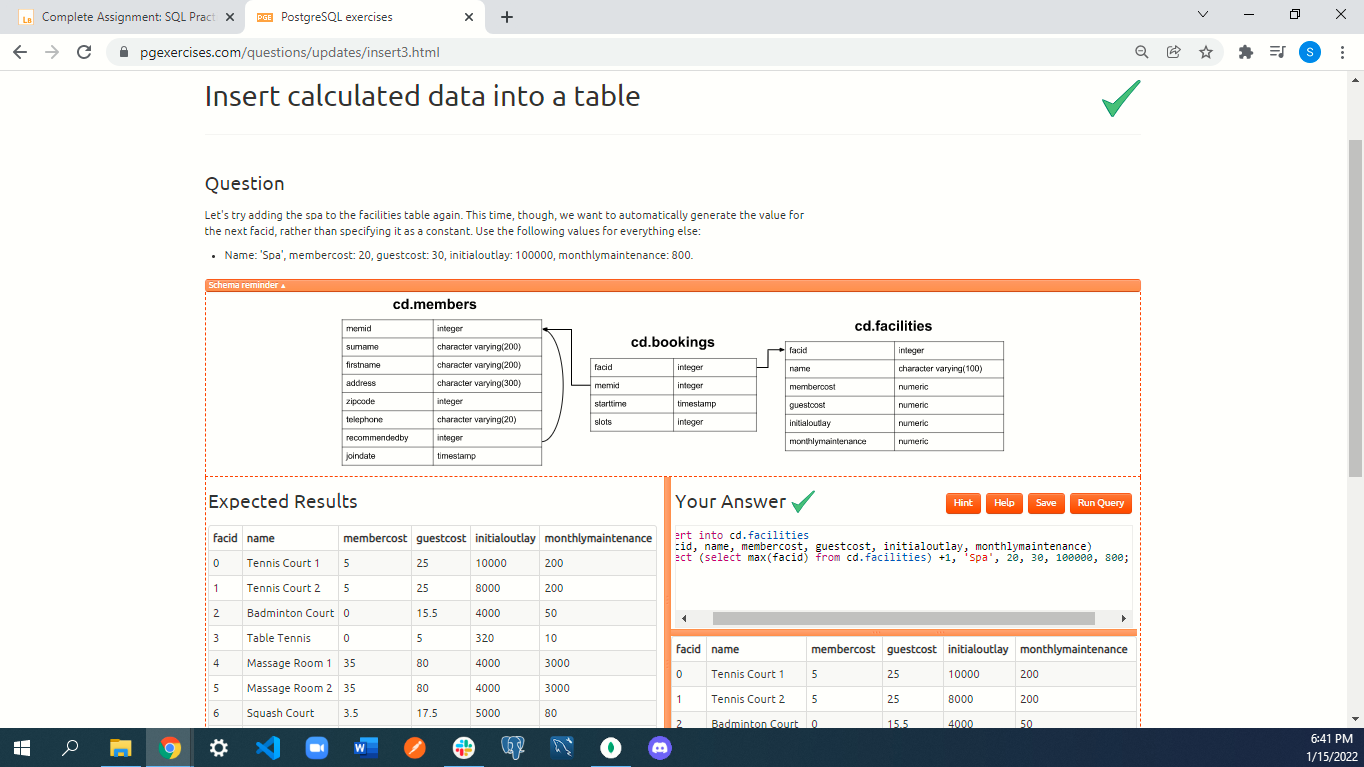 Complete Assignment: SQL Pract
PostgreSQL exercises
pgexercises.com/questions/updates/insert3.html
S
Insert calculated data into a table
Question
Let's try adding the spa to the facilities table again. This time, though, we want to automatically generate the value for
the next facid, rather than specifying it as a constant. Use the following values for everything else:
• Name: 'Spa', membercost: 20, guestcost: 30, initialoutlay: 100000, monthlymaintenance: 800.
Schema reminder ▴
cd.members
memid integer
surname character varying(200)
firstname character varying(200)
address character varying(300)
zipcode integer
telephone character varying(20)
recommendedby integer
joindate timestamp
cd.bookings
facid integer
memid integer
starttime timestamp
slots integer
cd.facilities
facid integer
name character varying(100)
membercost numeric
guestcost numeric
initialoutlay numeric
monthlymaintenance numeric
Expected Results
facid name membercost guestcost initialoutlay monthlymaintenance
0 Tennis Court 1 5 25 10000 200
1 Tennis Court 2 5 25 8000 200
2 Badminton Court 0 15.5 4000 50
3 Table Tennis 0 5 320 10
4 Massage Room 1 35 80 4000 3000
5 Massage Room 2 35 80 4000 3000
6 Squash Court 3.5 17.5 5000 80
Your Answer
Hint Help Save Run Query
ert into cd.facilities
cid, name, membercost, guestcost, initialoutlay, monthlymaintenance)
ect (select max(facid) from cd.facilities) +1, 'Spa', 20, 30, 100000, 800;
facid name membercost guestcost initialoutlay monthlymaintenance
0 Tennis Court 1 5 25 10000 200
1 Tennis Court 2 5 25 8000 200
2 Badminton Court 0 15.5 4000 50
6:41 PM
1/15/2022